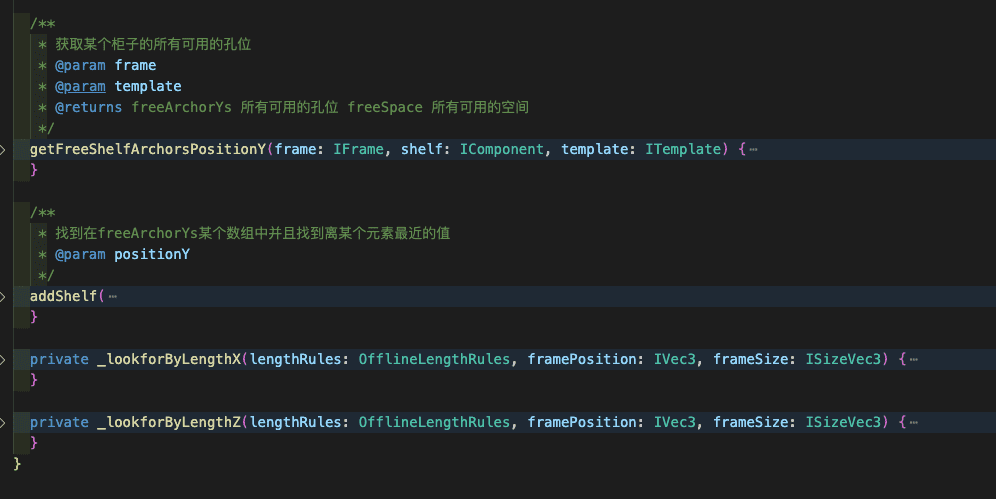 /**
* 获取某个柜子的所有可用的孔位
* @param frame
* @param template
* @returns freeArchorYs 所有可用的孔位 freeSpace 所有可用的空间
*/
getFreeShelfArchorsPositionY(frame: IFrame, shelf: IComponent, template: ITemplate) {⋯
}
/**
* 找到在freeArchorYs某个数组中并且找到离某个元素最近的值
* @param positionY
*/
addShelf(⋯
}
private _lookforByLengthX(lengthRules: OfflineLengthRules, framePosition: IVec3, frameSize: ISizeVec3) {⋯
}
private _lookforByLengthZ(lengthRules: OfflineLengthRules, framePosition: IVec3, frameSize: ISizeVec3) {⋯
}
}